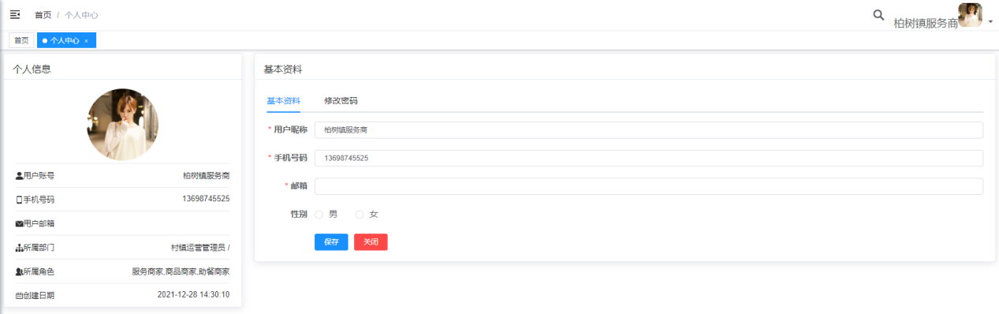 首页 / 个人中心
柏树镇服务商
首页
个人中心 ×
个人信息
用户账号 柏树镇服务商
手机号码 13698745525
用户邮箱
所属部门 村镇运营管理员 /
所属角色 服务商家,商品商家,助餐商家
创建日期 2021-12-28 14:30:10
基本资料
基本资料 修改密码
* 用户昵称 柏树镇服务商
* 手机号码 13698745525
* 邮箱
性别 男 女
保存 关闭